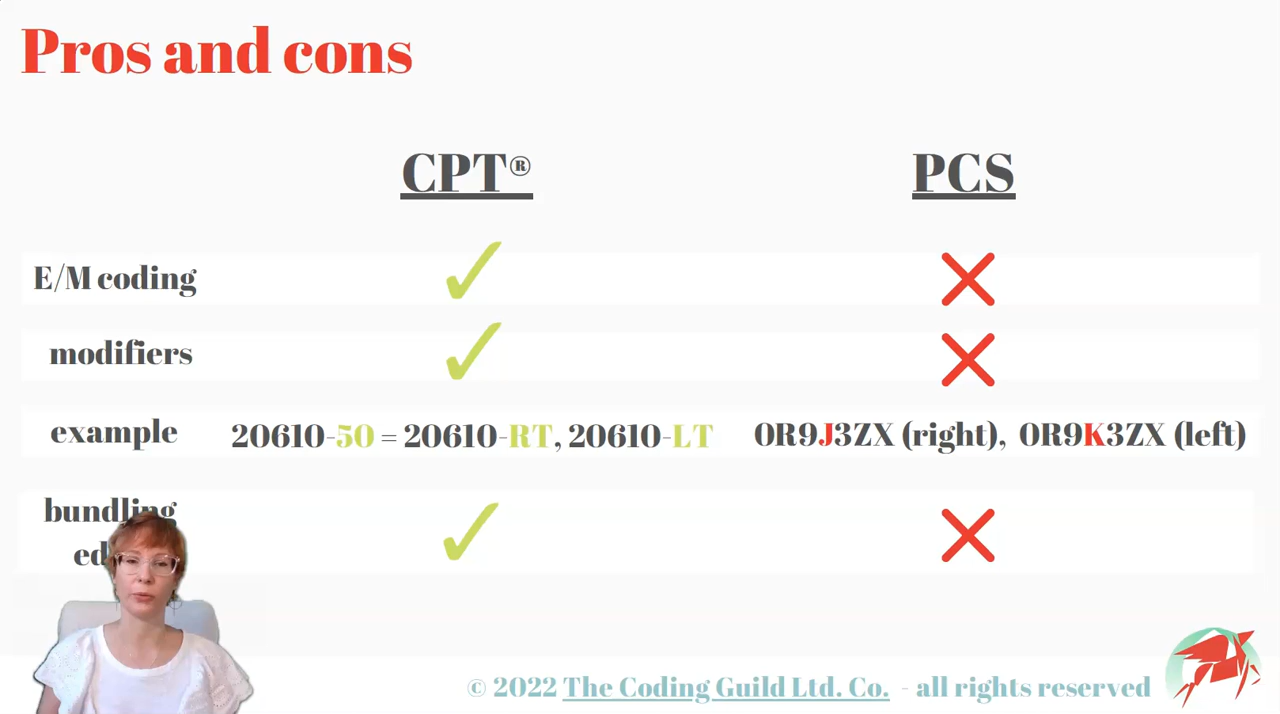 Pros and cons
CPT® PCS
E/M coding
modifiers
example 20610-50 = 20610-RT, 20610-LT 0R9J3ZX (right), 0R9K3ZX (left)
bundling
© 2022 The Coding Guild Ltd. Co. - all rights reserved